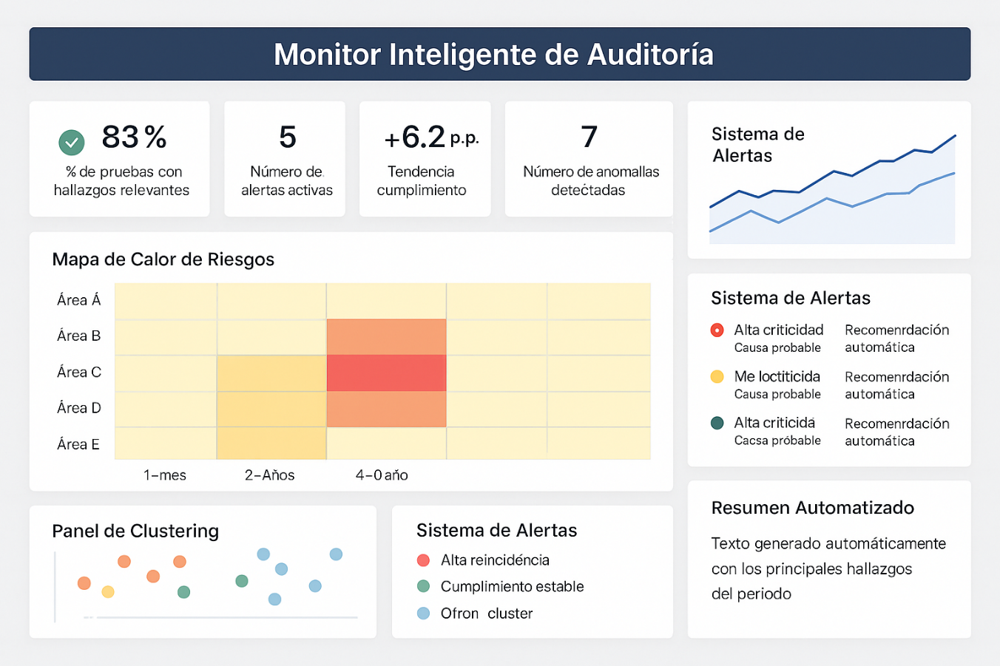 Monitor Inteligente de Auditoría
83 %
% de pruebas con
hallazgos relevantes
5
Número de
alertas activas
+6.2 p.p.
Tendencia
cumplimiento
7
Número de anomallas
detećtadas
Sistema de
Alertas
Mapa de Calor de Riesgos
Área Á
Área B
Área C
Área D
Área E
1–mes
2–Años
4–0 año
Sistema de Alertas
Alta criticidad
Causa probable
Recomenrdación
automática
Me loctiticida
Causa probable
Recomenrdación
automática
Alta criticida
Cacsa próbable
Recomenrdación
automática
Panel de Clustering
Sistema de Alertas
Alta reincidéncia
Cumplimiento estable
Ofron cluster
Resumen Automatizado
Texto generado automáticamente
con los principales hallazgos
del periodo